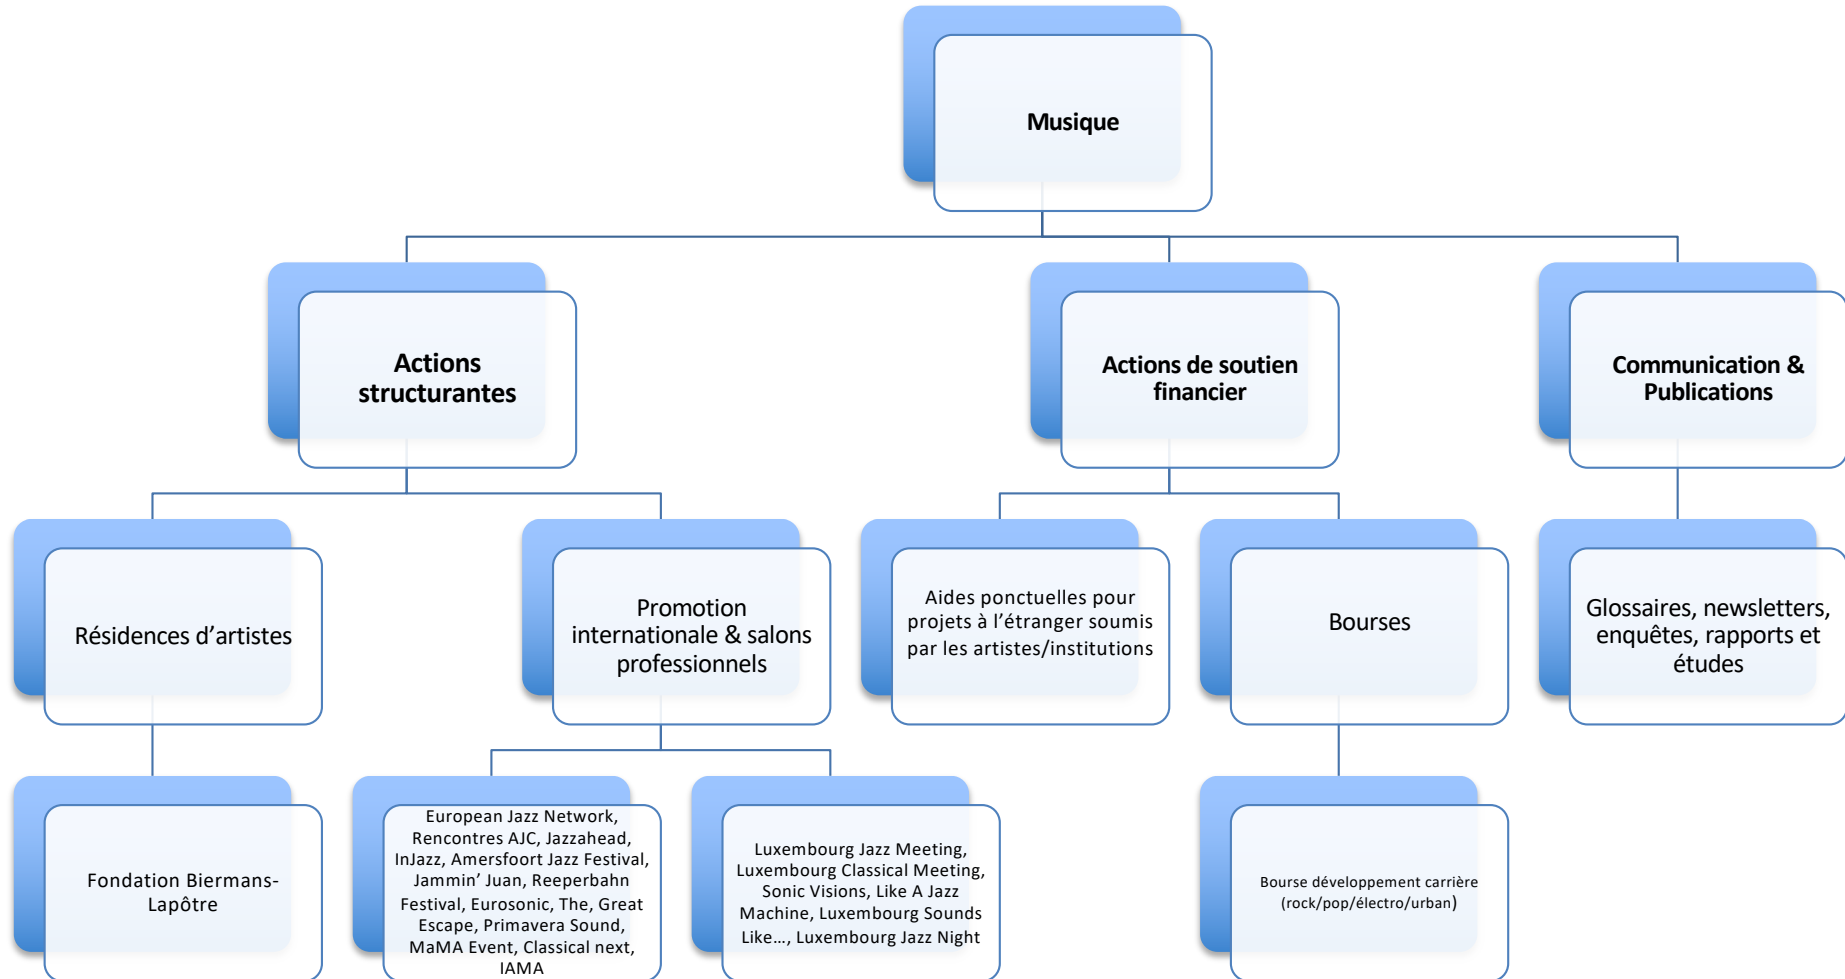 Musique
Actions
structurantes
Actions de soutien
financier
Communication &
Publications
Résidences d’artistes
Promotion
internationale & salons
professionnels
Aides ponctuelles pour
projets à l’étranger soumis
par les artistes/institutions
Bourses
Glossaires, newsletters,
enquêtes, rapports et
études
Fondation Biermans-
Lapôtre
European Jazz Network,
Rencontres AJC, Jazzahead,
InJazz, Amersfoort Jazz Festival,
Jammin’ Juan, Reeperbahn
Festival, Eurosonic, The, Great
Escape, Primavera Sound,
MaMA Event, Classical next,
IAMA
Luxembourg Jazz Meeting,
Luxembourg Classical Meeting,
Sonic Visions, Like A Jazz
Machine, Luxembourg Sounds
Like…, Luxembourg Jazz Night
Bourse développement carrière
(rock/pop/électro/urban)